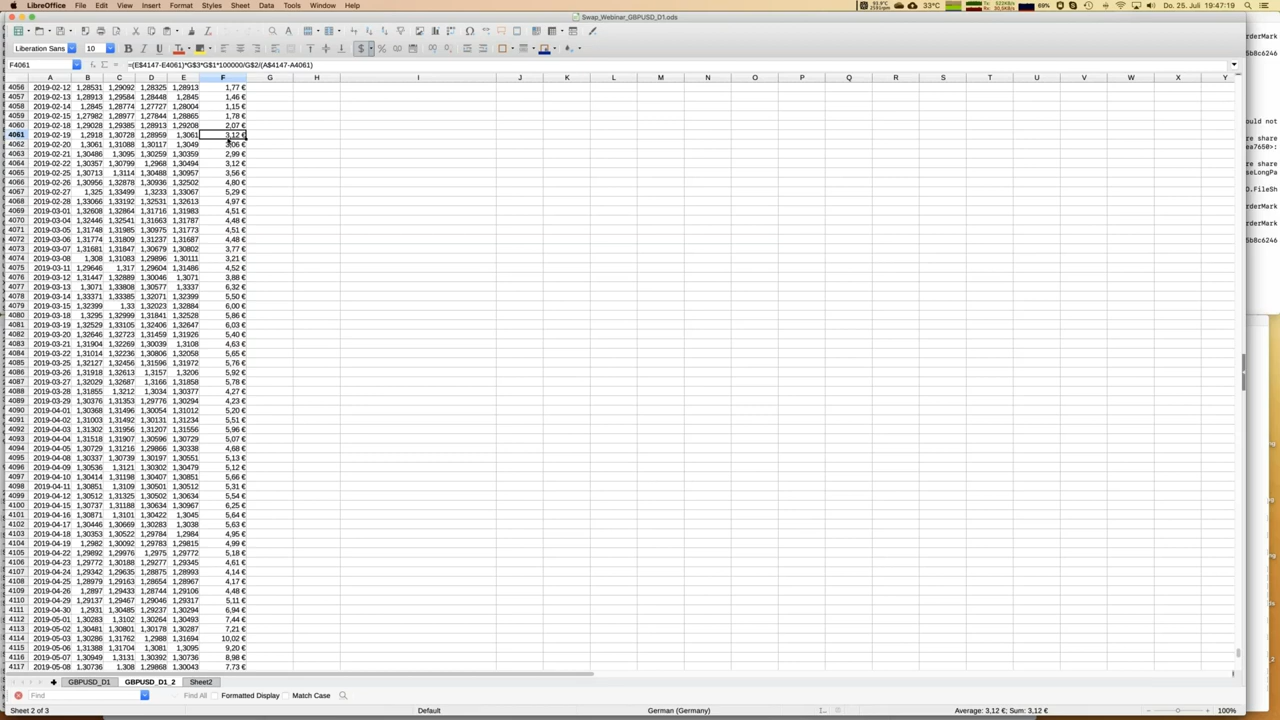 LibreOffice File Edit View Insert Format Styles Sheet Data Tools Window Help 33°C 69% Do. 25. Juli 19:47:19
Swap_Webinar_GBPUSD_D1.ods
Liberation Sans 10
F4061 =(E$4147-E4061)*G$3*G$1*100000/G$2/(A$4147-A4061)
A B C D E F G H I J K L M N O P Q R S T U V W X Y
4056 2019-02-12 1,28531 1,29092 1,28325 1,28913 1,77 €
4057 2019-02-13 1,28913 1,29584 1,28448 1,2845 1,46 €
4058 2019-02-14 1,2845 1,28774 1,27727 1,28004 1,15 €
4059 2019-02-15 1,27982 1,28977 1,27844 1,28865 1,78 €
4060 2019-02-18 1,29028 1,29385 1,28913 1,29208 2,07 €
4061 2019-02-19 1,2918 1,30728 1,28959 1,3061 3,12 €
4062 2019-02-20 1,3061 1,31088 1,30117 1,3049 3,06 €
4063 2019-02-21 1,30486 1,3095 1,30259 1,30359 2,99 €
4064 2019-02-22 1,30357 1,30799 1,2968 1,30494 3,12 €
4065 2019-02-25 1,30713 1,3114 1,30488 1,30957 3,56 €
4066 2019-02-26 1,30956 1,32878 1,30936 1,32502 4,80 €
4067 2019-02-27 1,325 1,33499 1,3233 1,33067 5,29 €
4068 2019-02-28 1,33066 1,33192 1,32531 1,32613 4,97 €
4069 2019-03-01 1,32608 1,32864 1,31716 1,31983 4,51 €
4070 2019-03-04 1,32446 1,32541 1,31663 1,31787 4,48 €
4071 2019-03-05 1,31748 1,31985 1,30975 1,31773 4,51 €
4072 2019-03-06 1,31774 1,31809 1,31237 1,31687 4,48 €
4073 2019-03-07 1,31681 1,31847 1,30679 1,30802 3,77 €
4074 2019-03-08 1,308 1,31083 1,29896 1,30111 3,21 €
4075 2019-03-11 1,29646 1,317 1,29604 1,31486 4,52 €
4076 2019-03-12 1,31447 1,32889 1,30046 1,3071 3,88 €
4077 2019-03-13 1,3071 1,33808 1,30577 1,3337 6,32 €
4078 2019-03-14 1,33371 1,33385 1,32071 1,32399 5,50 €
4079 2019-03-15 1,32399 1,33 1,32023 1,32884 6,00 €
4080 2019-03-18 1,3295 1,32999 1,31841 1,32528 5,86 €
4081 2019-03-19 1,32529 1,33105 1,32406 1,32647 6,03 €
4082 2019-03-20 1,32646 1,32723 1,31459 1,31926 5,40 €
4083 2019-03-21 1,31904 1,32269 1,30039 1,3108 4,63 €
4084 2019-03-22 1,31014 1,32236 1,30806 1,32058 5,65 €
4085 2019-03-25 1,32127 1,32456 1,31596 1,31972 5,76 €
4086 2019-03-26 1,31918 1,32613 1,3157 1,3206 5,92 €
4087 2019-03-27 1,32029 1,32687 1,3166 1,31858 5,78 €
4088 2019-03-28 1,31855 1,3212 1,3034 1,30377 4,27 €
4089 2019-03-29 1,30376 1,31353 1,29776 1,30294 4,23 €
4090 2019-04-01 1,30368 1,31496 1,30054 1,31012 5,20 €
4091 2019-04-02 1,31003 1,31492 1,30131 1,31234 5,51 €
4092 2019-04-03 1,31302 1,31956 1,31207 1,31556 5,96 €
4093 2019-04-04 1,31518 1,31907 1,30596 1,30729 5,07 €
4094 2019-04-05 1,30729 1,31216 1,29866 1,30338 4,68 €
4095 2019-04-08 1,30337 1,30739 1,30197 1,30551 5,13 €
4096 2019-04-09 1,30536 1,3121 1,30302 1,30479 5,12 €
4097 2019-04-10 1,30414 1,31198 1,30407 1,30851 5,66 €
4098 2019-04-11 1,30851 1,3109 1,30501 1,30512 5,31 €
4099 2019-04-12 1,30512 1,31325 1,30502 1,30634 5,54 €
4100 2019-04-15 1,30737 1,31188 1,30634 1,30967 6,25 €
4101 2019-04-16 1,30871 1,3101 1,30422 1,3045 5,64 €
4102 2019-04-17 1,30446 1,30669 1,30283 1,3038 5,63 €
4103 2019-04-18 1,30353 1,30522 1,29784 1,2984 4,95 €
4104 2019-04-19 1,2982 1,30092 1,29783 1,29815 4,99 €
4105 2019-04-22 1,29892 1,29976 1,2975 1,29772 5,18 €
4106 2019-04-23 1,29772 1,30188 1,29277 1,29345 4,61 €
4107 2019-04-24 1,29342 1,29635 1,28875 1,28993 4,14 €
4108 2019-04-25 1,28979 1,29163 1,28654 1,28967 4,17 €
4109 2019-04-26 1,2897 1,29433 1,28744 1,29106 4,48 €
4110 2019-04-29 1,29137 1,29467 1,29046 1,29317 5,11 €
4111 2019-04-30 1,2931 1,30485 1,29237 1,30294 6,94 €
4112 2019-05-01 1,30283 1,3102 1,30264 1,30493 7,44 €
4113 2019-05-02 1,30481 1,30801 1,30178 1,30287 7,21 €
4114 2019-05-03 1,30286 1,31762 1,2988 1,31694 10,02 €
4115 2019-05-06 1,31388 1,31704 1,3081 1,3095 9,20 €
4116 2019-05-07 1,30949 1,3131 1,30392 1,30736 8,98 €
4117 2019-05-08 1,30736 1,308 1,29868 1,30043 7,73 €
GBPUSD_D1 GBPUSD_D1_2 Sheet2
Find Find All Formatted Display Match Case
Sheet 2 of 3 Default German (Germany) Average: 3,12 €; Sum: 3,12 € 100%